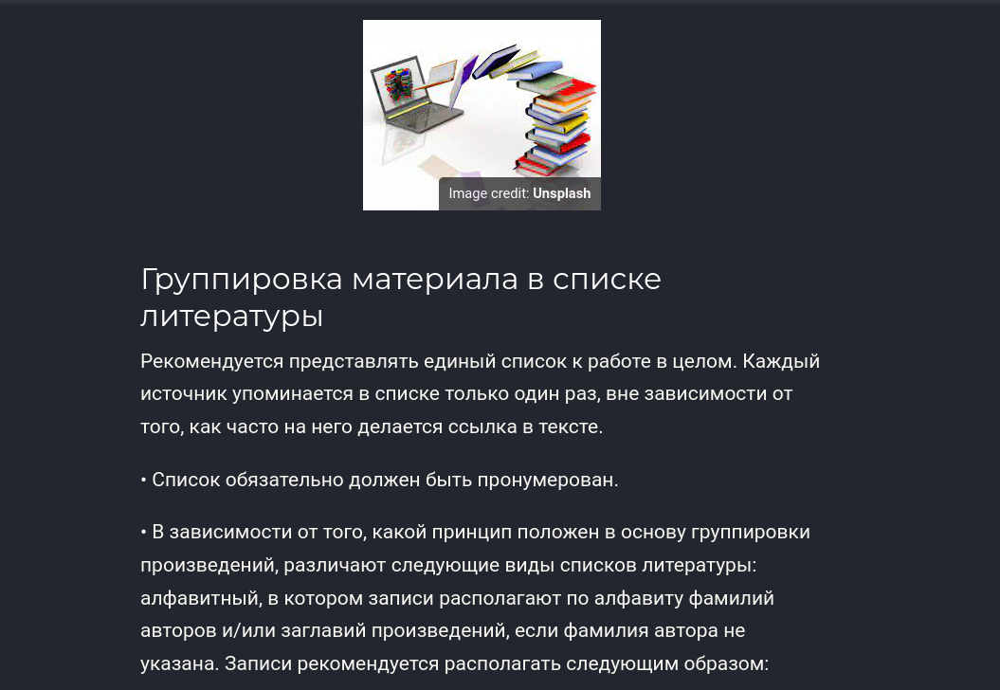 Image credit: Unsplash
Группировка материала в списке
литературы
Рекомендуется представлять единый список к работе в целом. Каждый
источник упоминается в списке только один раз, вне зависимости от
того, как часто на него делается ссылка в тексте.
• Список обязательно должен быть пронумерован.
• В зависимости от того, какой принцип положен в основу группировки
произведений, различают следующие виды списков литературы:
алфавитный, в котором записи располагают по алфавиту фамилий
авторов и/или заглавий произведений, если фамилия автора не
указана. Записи рекомендуется располагать следующим образом: